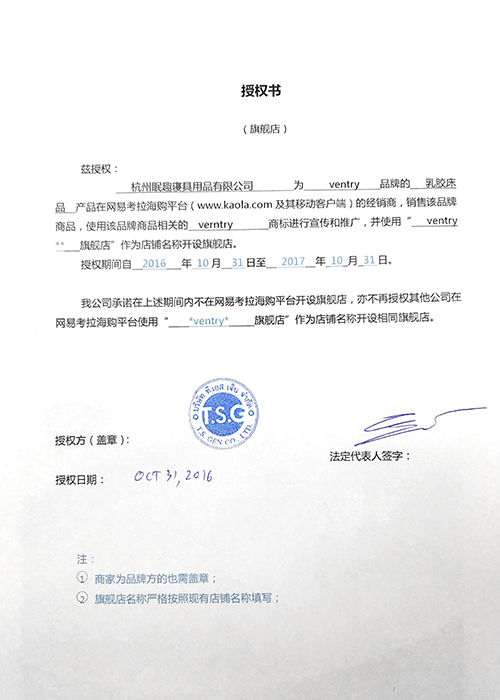 授权书
（旗舰店）
兹授权：
杭州眠趣寝具用品有限公司 为 ventry 品牌的 乳胶床
品 产品在网易考拉海购平台（www.kaola.com 及其移动客户端）的经销商，销售该品牌
商品，使用该品牌商品相关的 verntry 商标进行宣传和推广，并使用“ ventry
** 旗舰店”作为店铺名称开设旗舰店。
授权期间自 2016 年 10 月 31 日至 2017 年 10 月 31 日。
我公司承诺在上述期间内不在网易考拉海购平台开设旗舰店，亦不再授权其他公司在
网易考拉海购平台使用“ *ventry* 旗舰店”作为店铺名称开设相同旗舰店。
บริษัท ที.เอส เจ็น จำกัด
T.S.G
T.S. GEN CO., LTD.
授权方（盖章）：
法定代表人签字：
授权日期： OCT 31, 2016
注：
① 商家为品牌方的也需盖章；
② 旗舰店名称严格按照现有店铺名称填写；